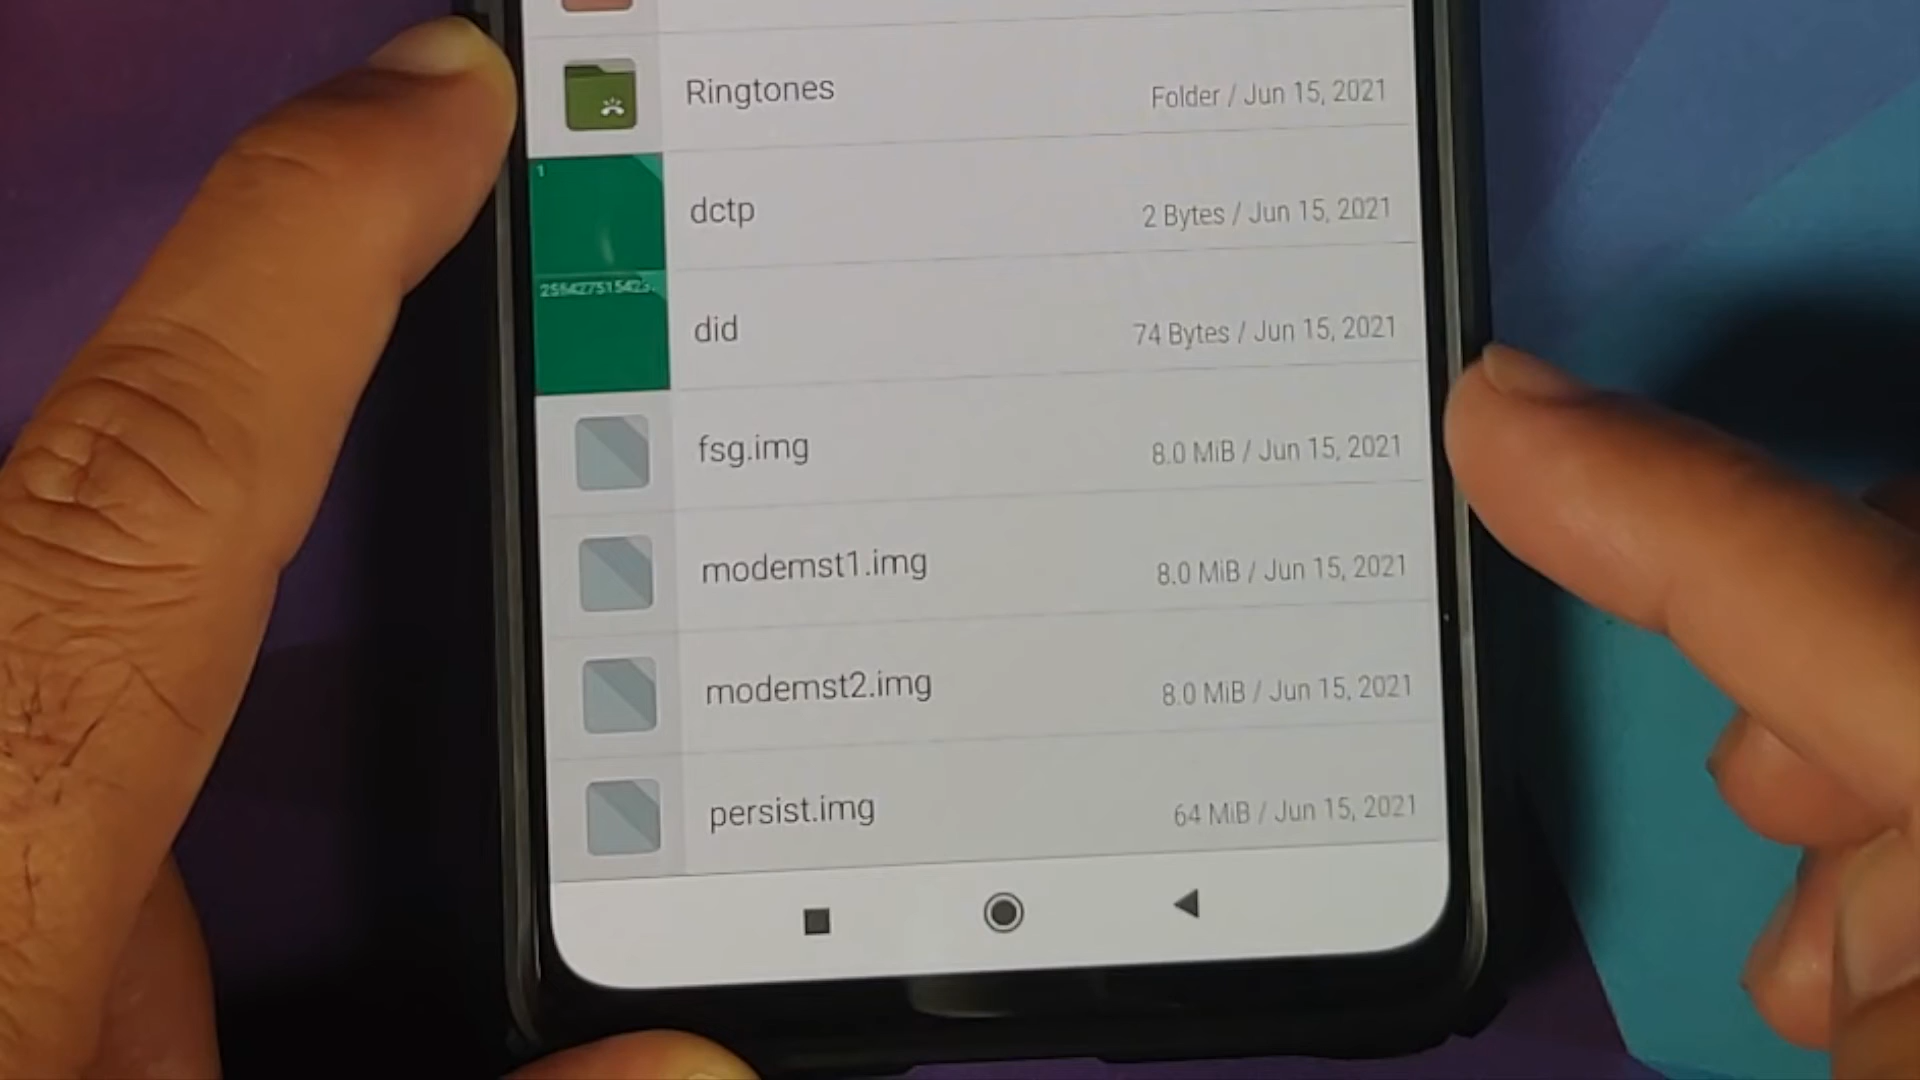 Ringtones
Folder / Jun 15, 2021
1
dctp
2 Bytes / Jun 15, 2021
did
74 Bytes / Jun 15, 2021
fsg.img
8.0 MiB / Jun 15, 2021
modemst1.img
8.0 MiB / Jun 15, 2021
modemst2.img
8.0 MiB / Jun 15, 2021
persist.img
64 MiB / Jun 15, 2021